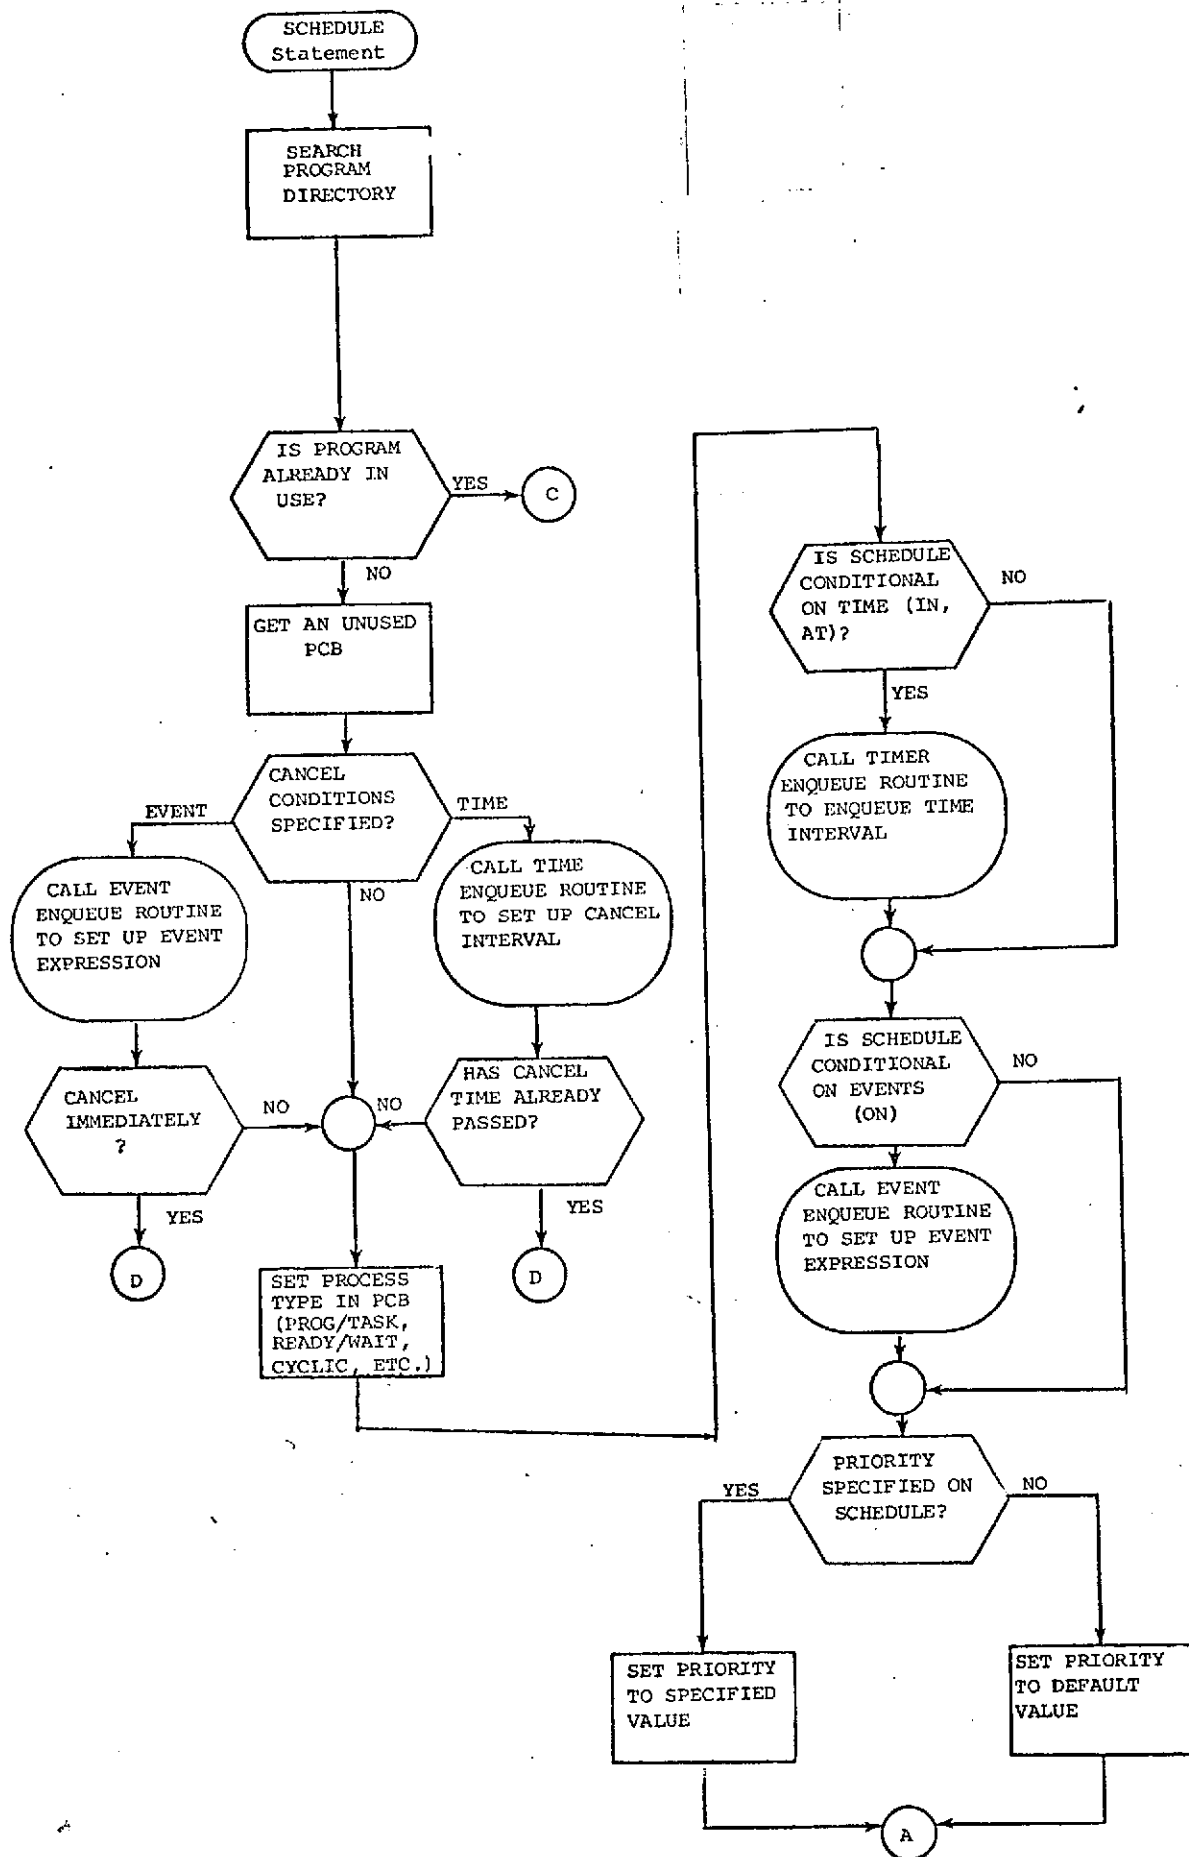 SCHEDULE
Statement
SEARCH
PROGRAM
DIRECTORY
IS PROGRAM
ALREADY IN
USE?
YES
C
NO
GET AN UNUSED
PCB
CANCEL
CONDITIONS
SPECIFIED?
EVENT
TIME
NO
CALL EVENT
ENQUEUE ROUTINE
TO SET UP EVENT
EXPRESSION
CALL TIME
ENQUEUE ROUTINE
TO SET UP CANCEL
INTERVAL
CANCEL
IMMEDIATELY
?
NO
NO
HAS CANCEL
TIME ALREADY
PASSED?
YES
D
YES
D
SET PROCESS
TYPE IN PCB
(PROG/TASK,
READY/WAIT,
CYCLIC, ETC.)
IS SCHEDULE
CONDITIONAL
ON TIME (IN,
AT)?
NO
YES
CALL TIMER
ENQUEUE ROUTINE
TO ENQUEUE TIME
INTERVAL
IS SCHEDULE
CONDITIONAL
ON EVENTS
(ON)
NO
CALL EVENT
ENQUEUE ROUTINE
TO SET UP EVENT
EXPRESSION
PRIORITY
SPECIFIED ON
SCHEDULE?
YES
NO
SET PRIORITY
TO SPECIFIED
VALUE
SET PRIORITY
TO DEFAULT
VALUE
A